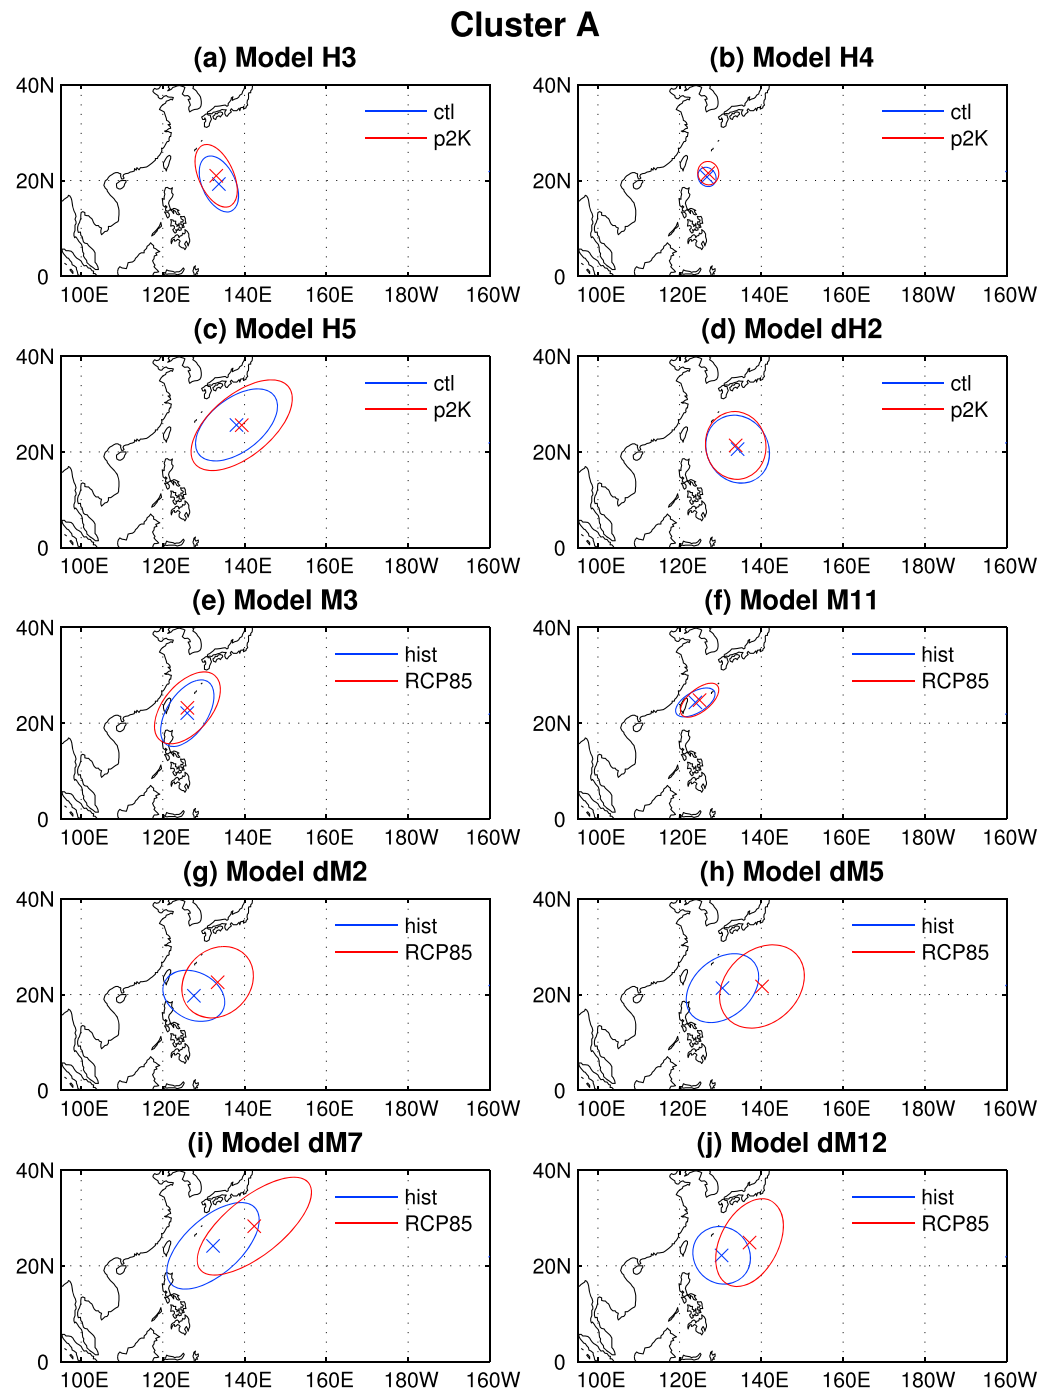 Cluster A
(a) Model H3
(b) Model H4
40N
20N
0
ctl
p2K
100E 120E 140E 160E 180W 160W
40N
20N
0
ctl
p2K
100E 120E 140E 160E 180W 160W
(c) Model H5
(d) Model dH2
40N
20N
0
ctl
p2K
100E 120E 140E 160E 180W 160W
40N
20N
0
ctl
p2K
100E 120E 140E 160E 180W 160W
(e) Model M3
(f) Model M11
40N
20N
0
hist
RCP85
100E 120E 140E 160E 180W 160W
40N
20N
0
hist
RCP85
100E 120E 140E 160E 180W 160W
(g) Model dM2
(h) Model dM5
40N
20N
0
hist
RCP85
100E 120E 140E 160E 180W 160W
40N
20N
0
hist
RCP85
100E 120E 140E 160E 180W 160W
(i) Model dM7
(j) Model dM12
40N
20N
0
hist
RCP85
100E 120E 140E 160E 180W 160W
40N
20N
0
hist
RCP85
100E 120E 140E 160E 180W 160W